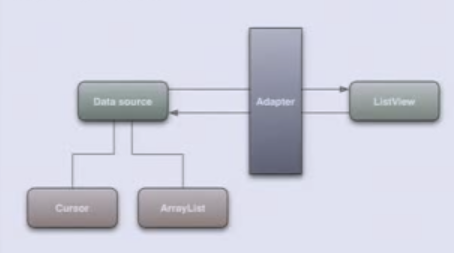 Data source
Adapter
ListView
Cursor
ArrayList